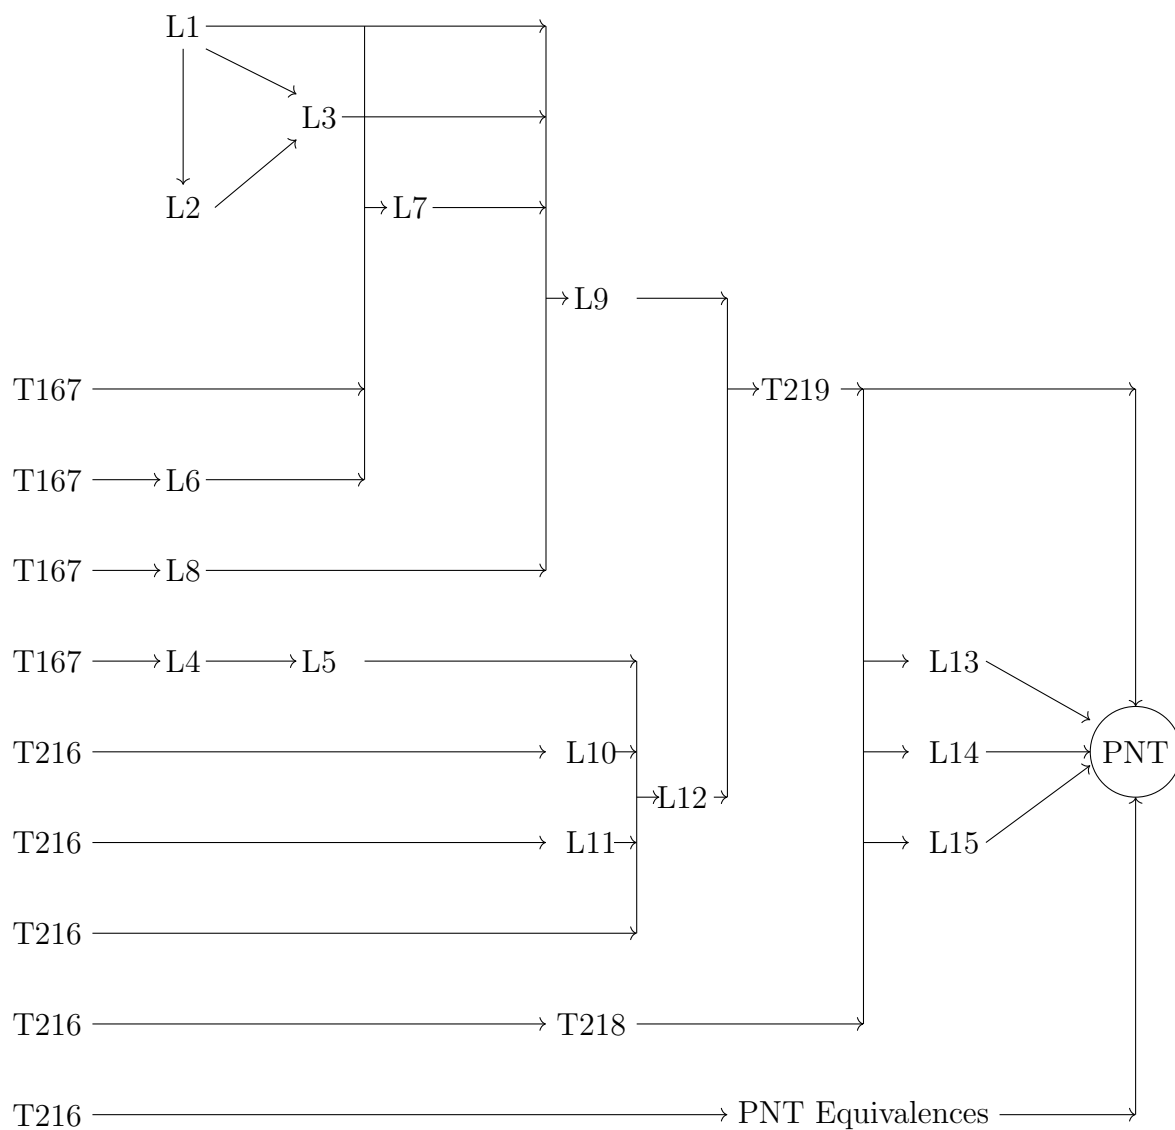 L1
L3
L2
L7
L9
T167
T219
T167
L6
T167
L8
T167
L4
L5
L13
T216
L10
L14
PNT
L12
T216
L11
L15
T216
T216
T218
T216
PNT Equivalences